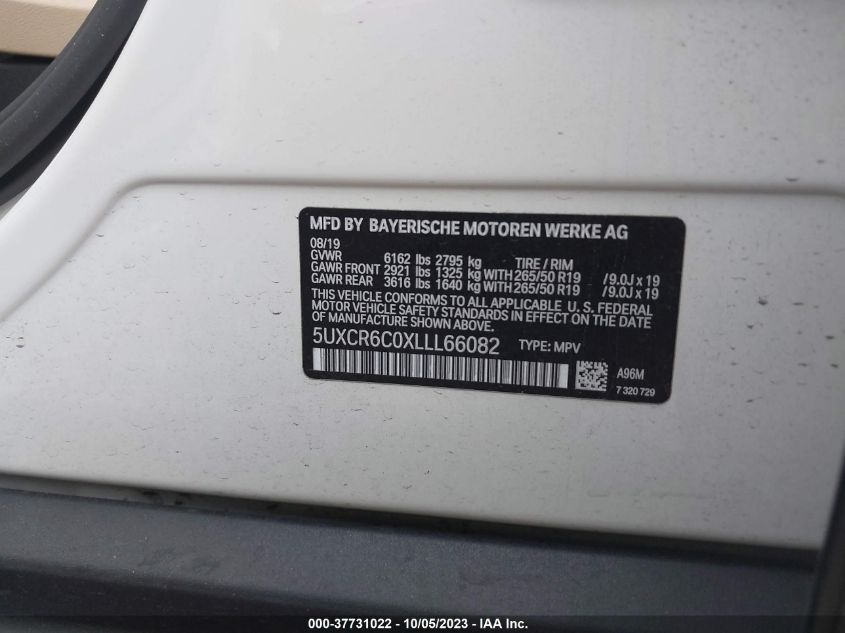 MFD BY BAYERISCHE MOTOREN WERKE AG
08/19
GVWR 6162 lbs 2795 kg TIRE / RIM
GAWR FRONT 2921 lbs 1325 kg WITH 265/50 R19 /9.0J x 19
GAWR REAR 3616 lbs 1640 kg WITH 265/50 R19 /9.0J x 19
THIS VEHICLE CONFORMS TO ALL APPLICABLE U. S. FEDERAL
MOTOR VEHICLE SAFETY STANDARDS IN EFFECT ON THE
DATE OF MANUFACTURE SHOWN ABOVE.
5UXCR6C0XLLL66082 TYPE: MPV
A96M
7 320 729
000-37731022 - 10/05/2023 - IAA Inc.